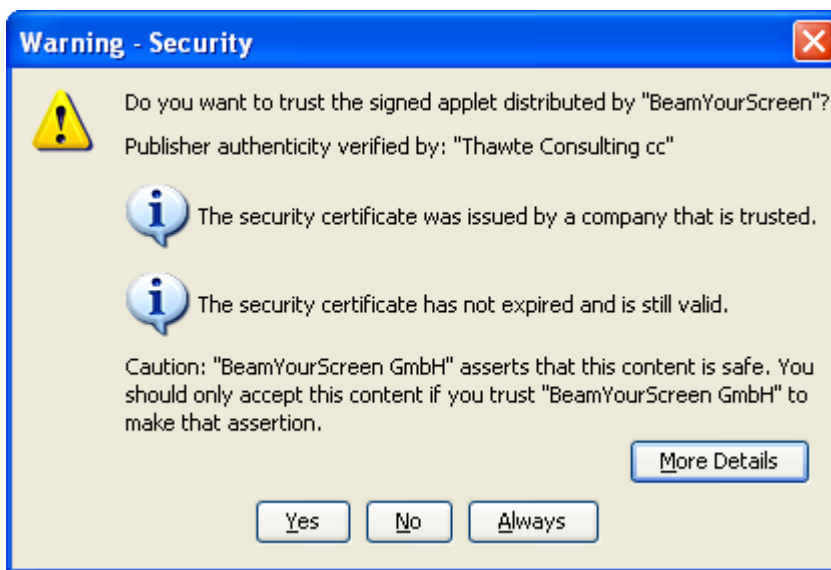 Warning - Security
Do you want to trust the signed applet distributed by "BeamYourScreen"?
Publisher authenticity verified by: "Thawte Consulting cc"
The security certificate was issued by a company that is trusted.
The security certificate has not expired and is still valid.
Caution: "BeamYourScreen GmbH" asserts that this content is safe. You
should only accept this content if you trust "BeamYourScreen GmbH" to
make that assertion.
More Details
Yes No Always